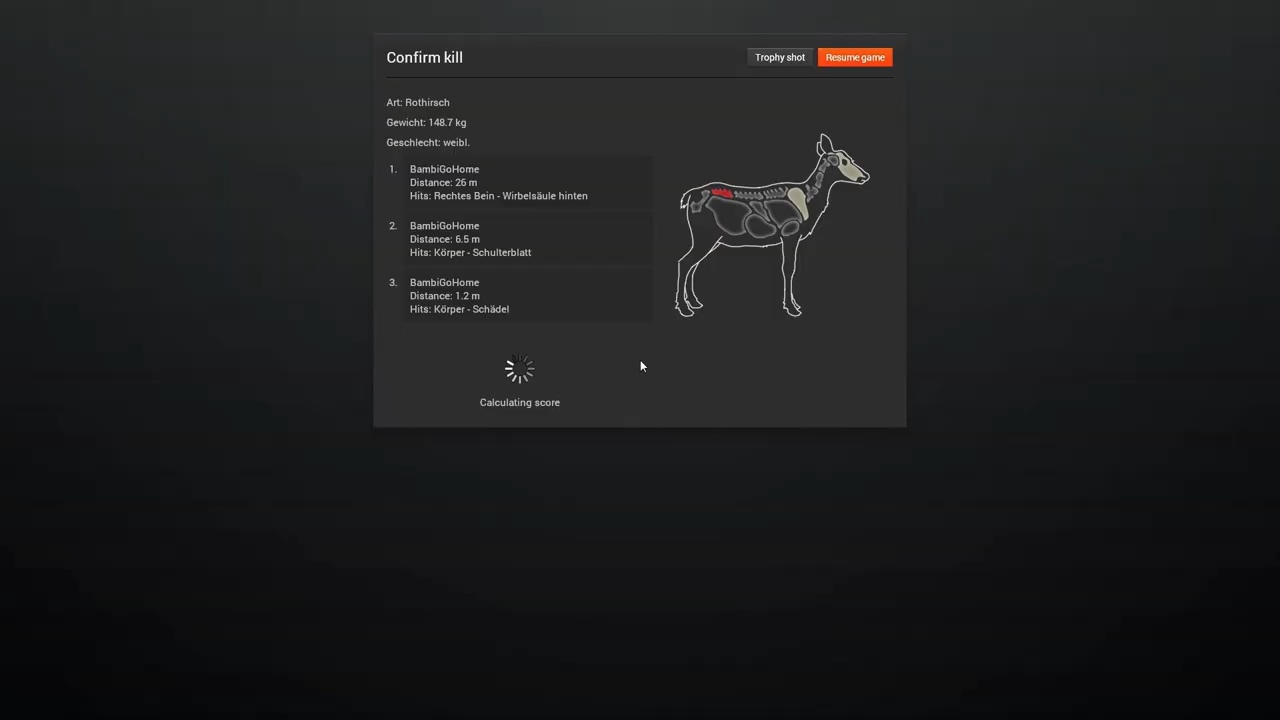 Confirm kill
Trophy shot
Resume game
Art: Rothirsch
Gewicht: 148.7 kg
Geschlecht: weibl.
1. BambiGoHome
Distance: 26 m
Hits: Rechtes Bein - Wirbelsäule hinten
2. BambiGoHome
Distance: 6.5 m
Hits: Körper - Schulterblatt
3. BambiGoHome
Distance: 1.2 m
Hits: Körper - Schädel
Calculating score